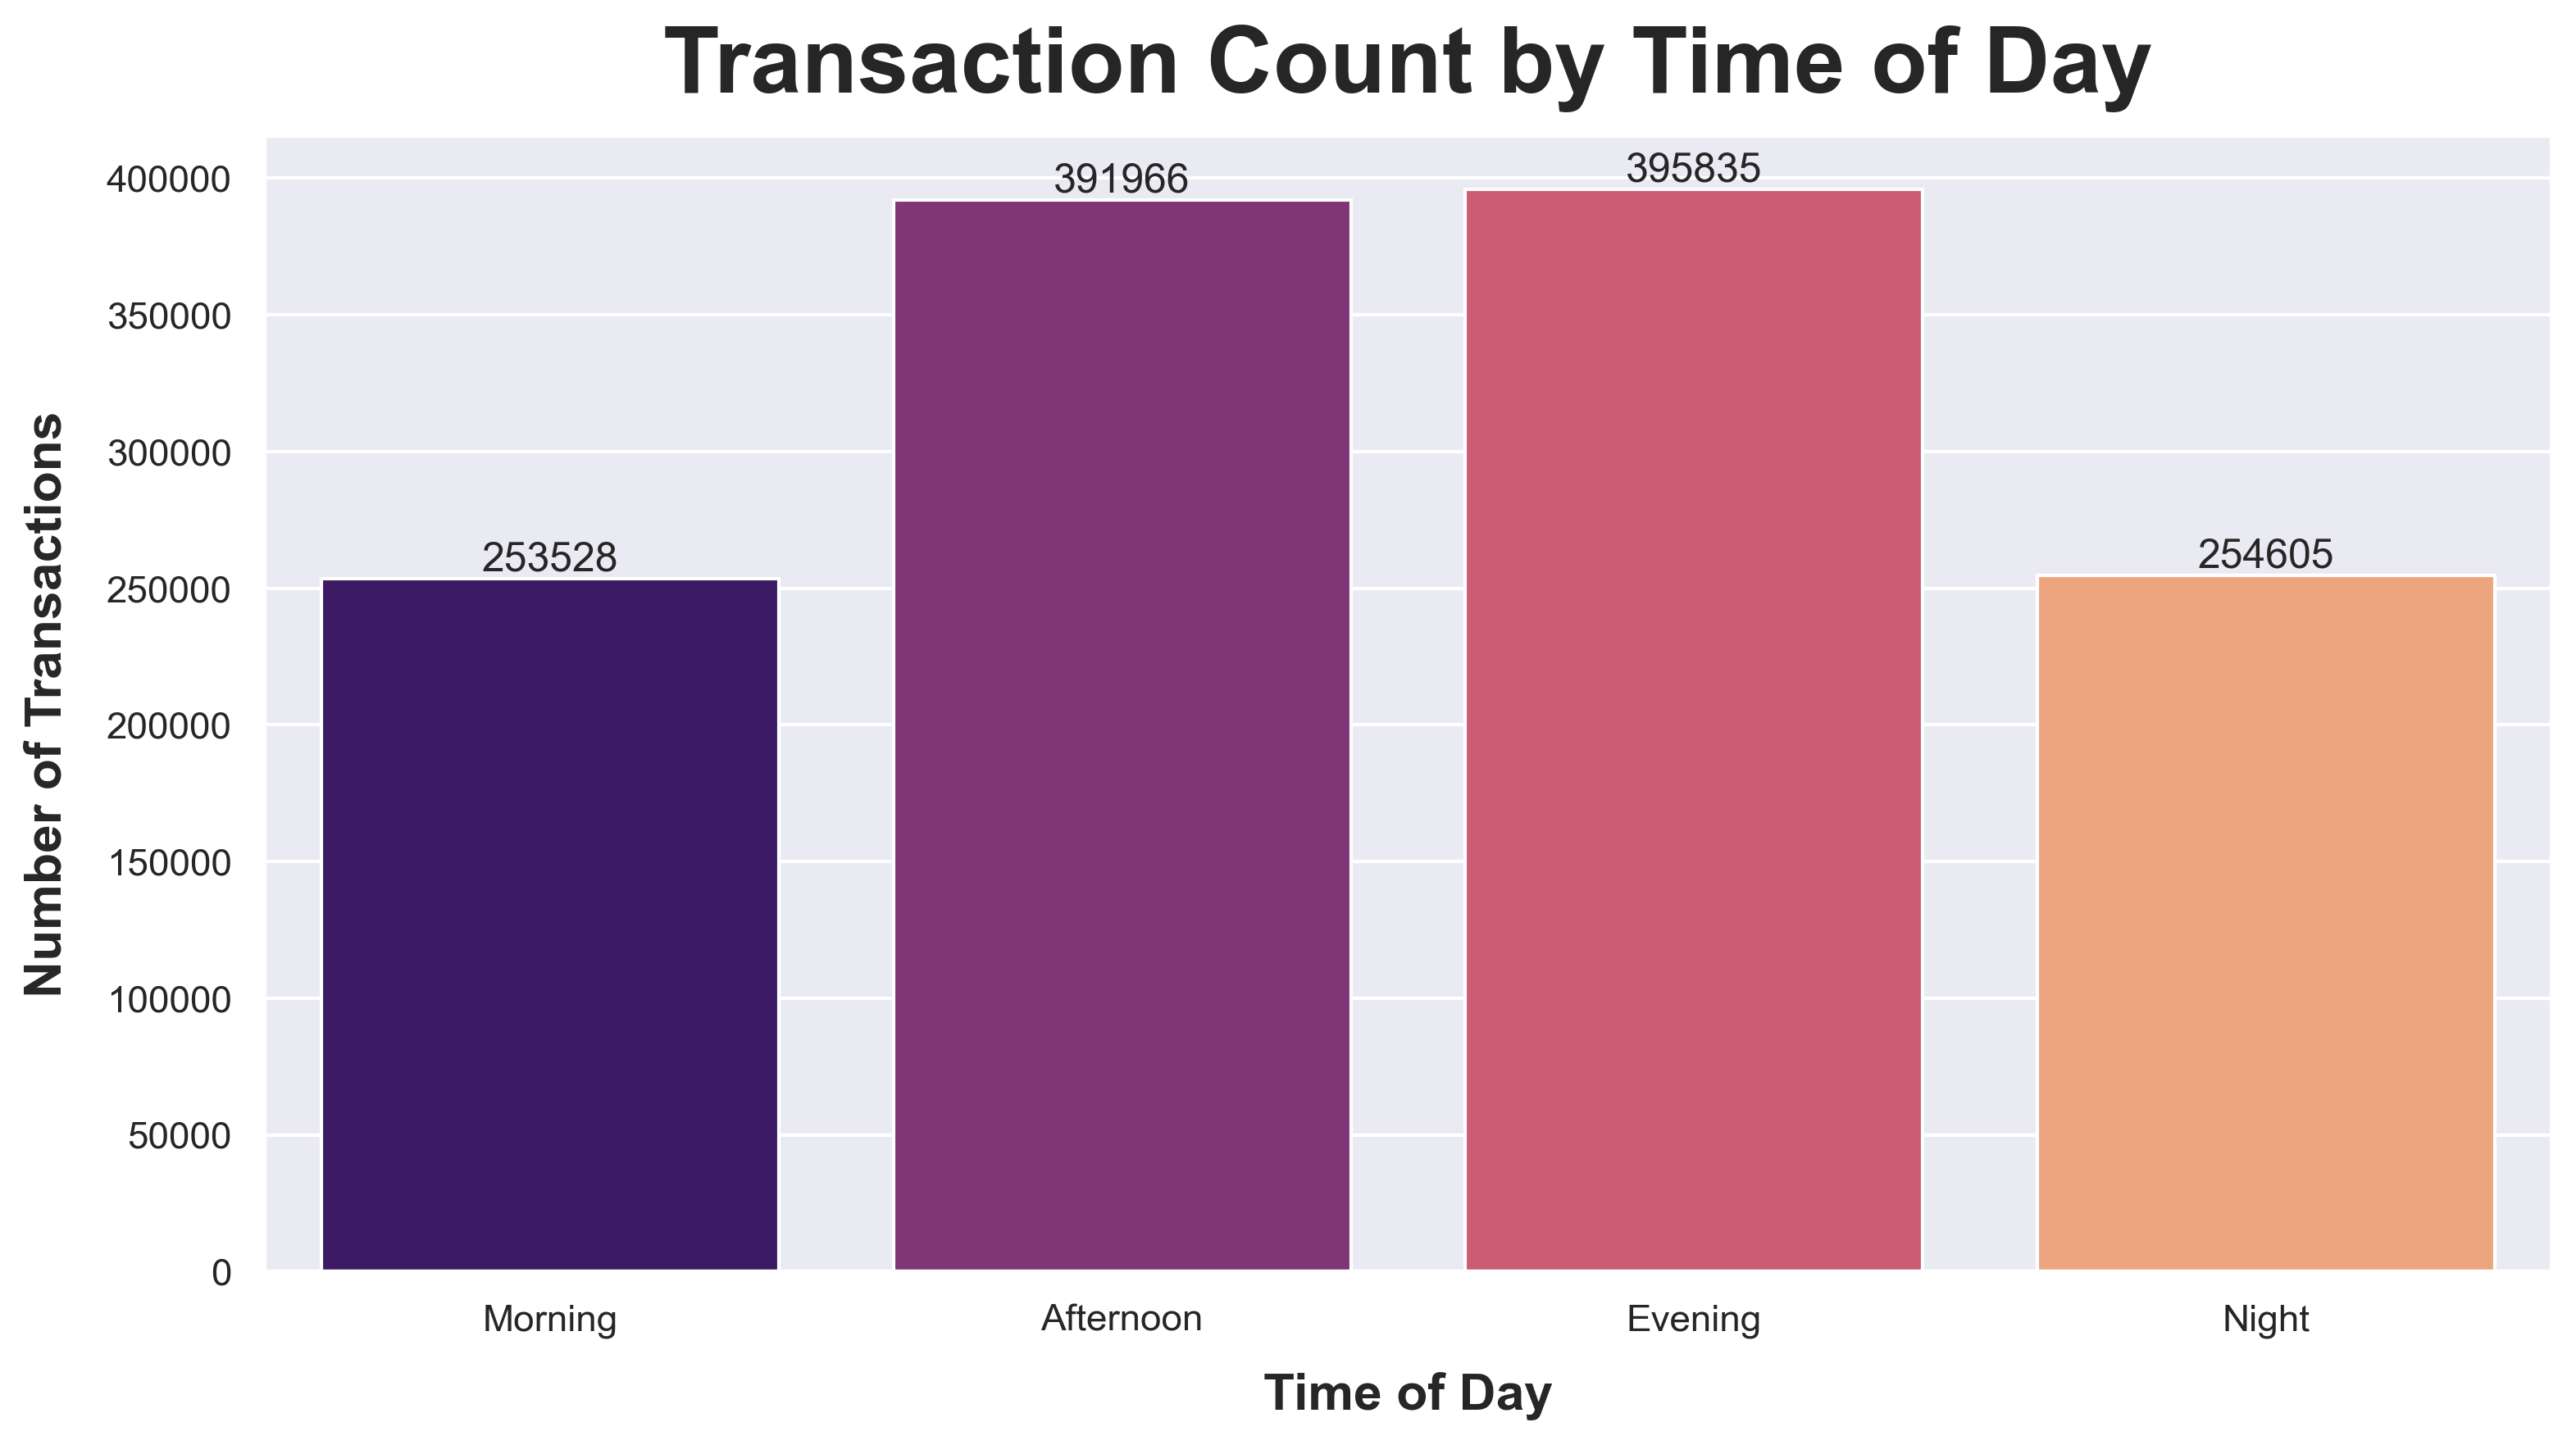 Transaction Count by Time of Day
Number of Transactions
400000
350000
300000
250000
200000
150000
100000
50000
0
253528
391966
395835
254605
Morning
Afternoon
Evening
Night
Time of Day